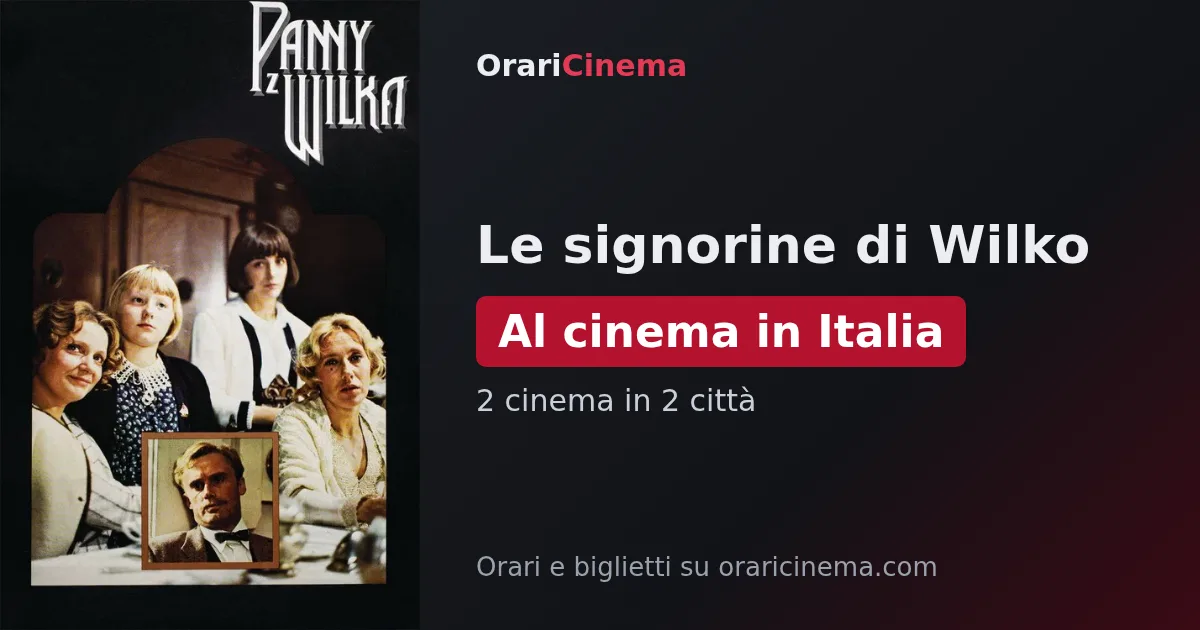 PANNY
Z WILKA
OrariCinema
Le signorine di Wilko
Al cinema in Italia
2 cinema in 2 città
Orari e biglietti su oraricinema.com